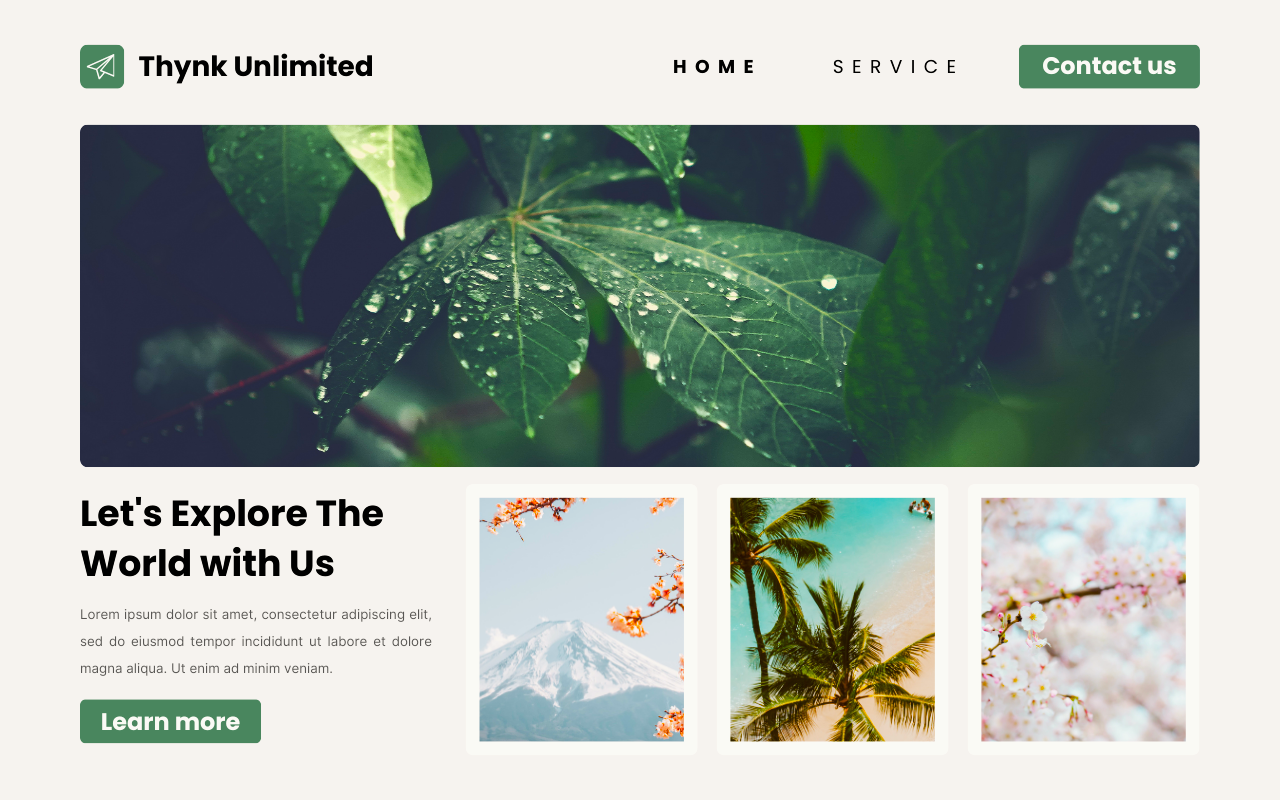 Thynk Unlimited
HOME
SERVICE
Contact us
Let's Explore The
World with Us
Lorem ipsum dolor sit amet, consectetur adipiscing elit,
sed do eiusmod tempor incididunt ut labore et dolore
magna aliqua. Ut enim ad minim veniam.
Learn more